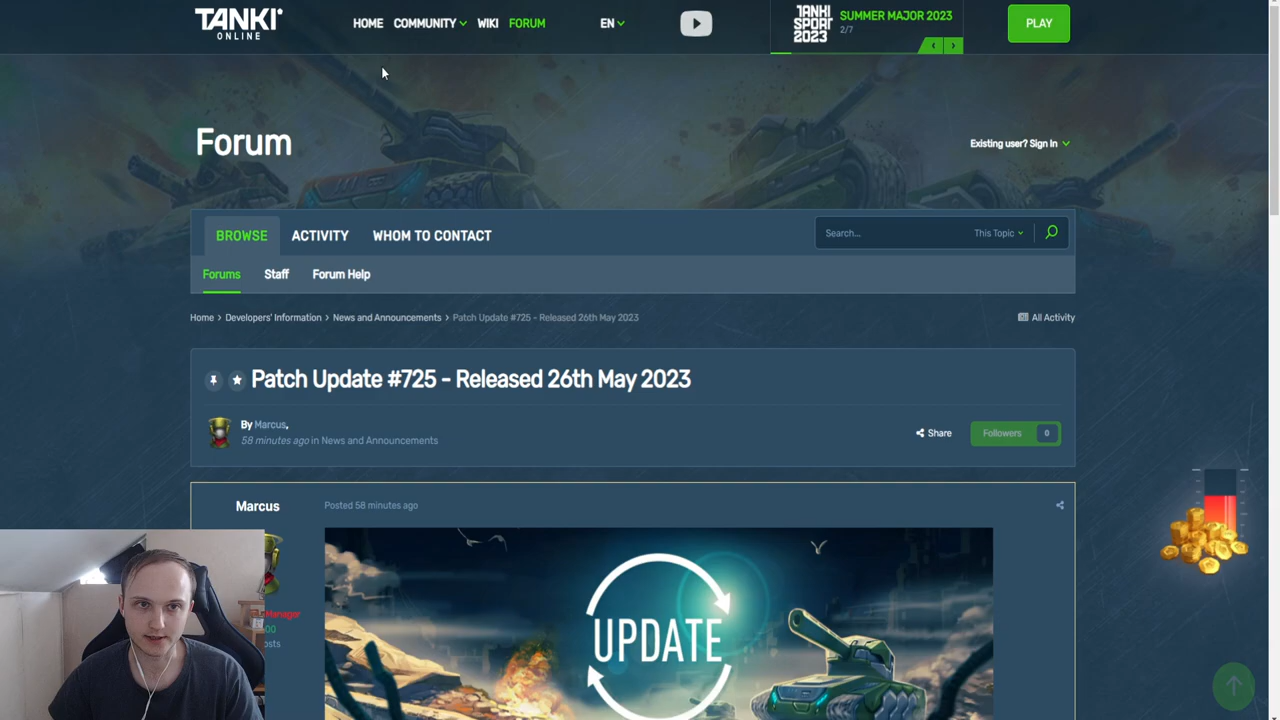 TANKI
ONLINE
HOME
COMMUNITY
WIKI
FORUM
EN
TANKI
SPORT
2023
SUMMER MAJOR 2023
2/7
PLAY
Forum
Existing user? Sign In
BROWSE
ACTIVITY
WHOM TO CONTACT
Search...
This Topic
Forums
Staff
Forum Help
Home > Developers' Information > News and Announcements > Patch Update #725 - Released 26th May 2023
All Activity
Patch Update #725 - Released 26th May 2023
By Marcus,
58 minutes ago in News and Announcements
Share
Followers 0
Marcus
Posted 58 minutes ago
UPDATE